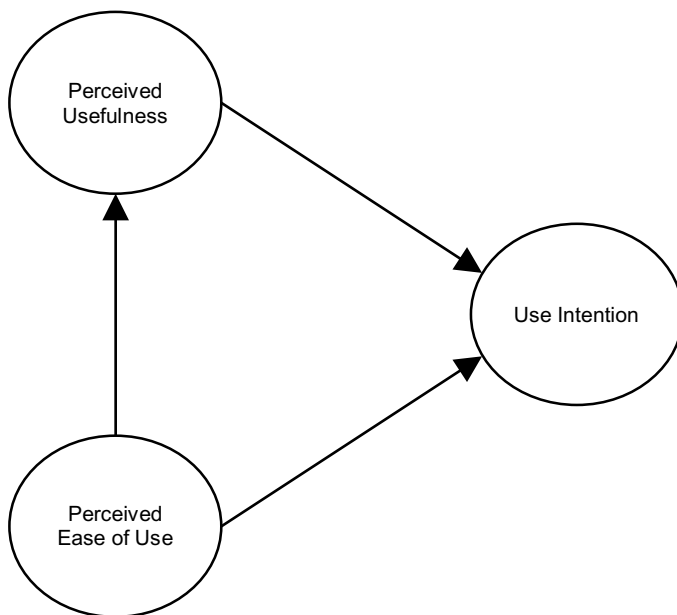 Perceived
Usefulness
Use Intention
Perceived
Ease of Use